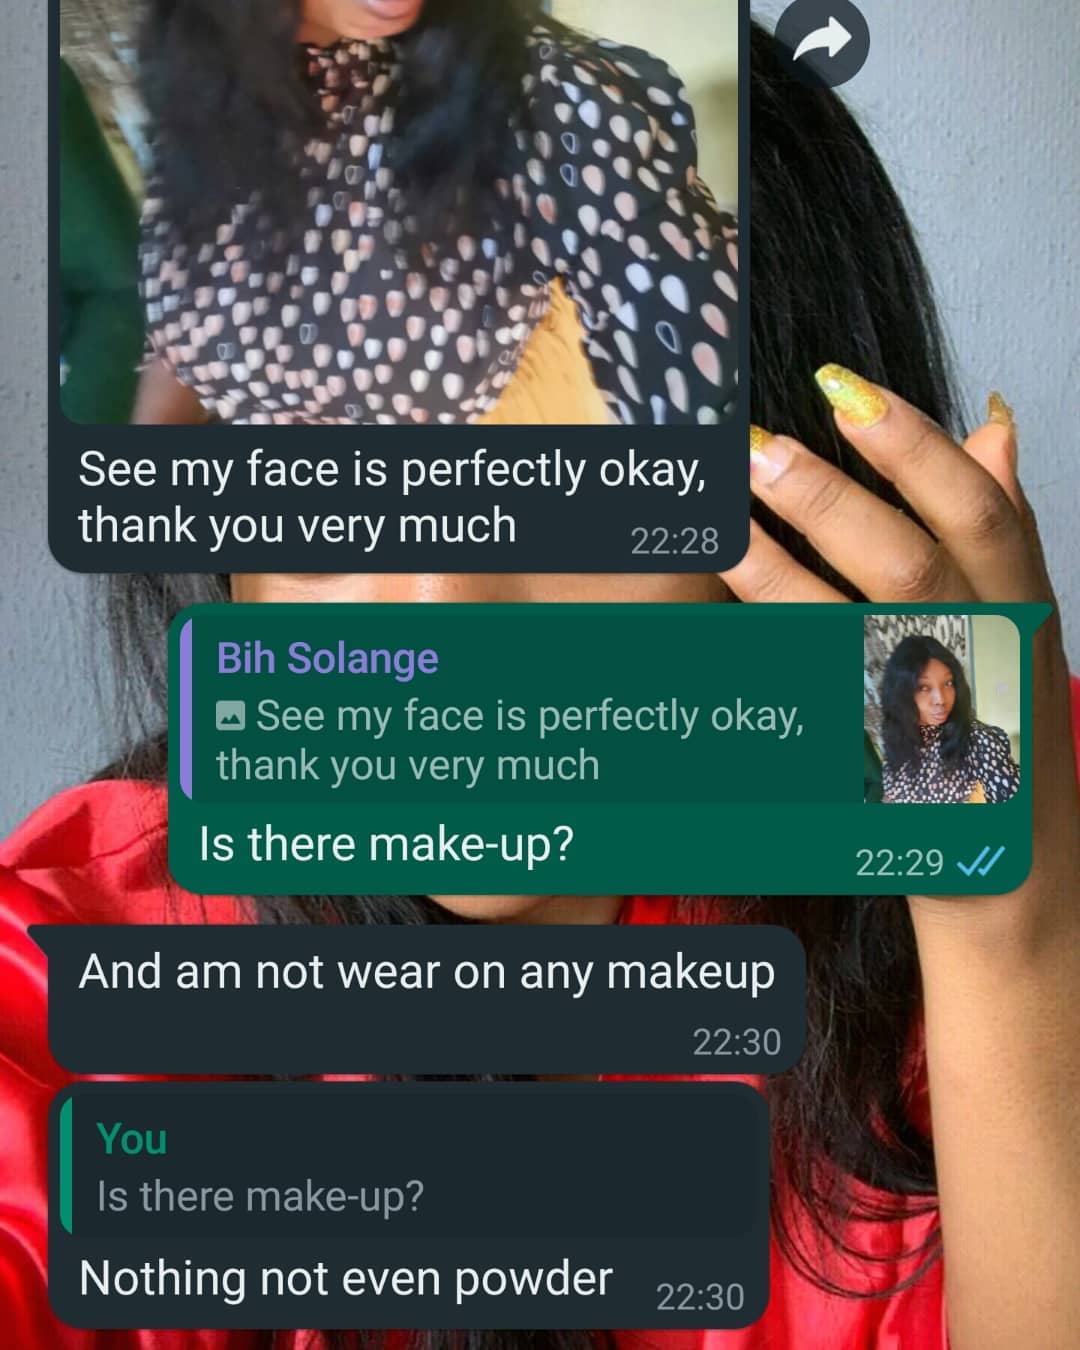 See my face is perfectly okay,
thank you very much
22:28
Bih Solange
See my face is perfectly okay,
thank you very much
Is there make-up?
22:29
And am not wear on any makeup
22:30
You
Is there make-up?
Nothing not even powder
22:30